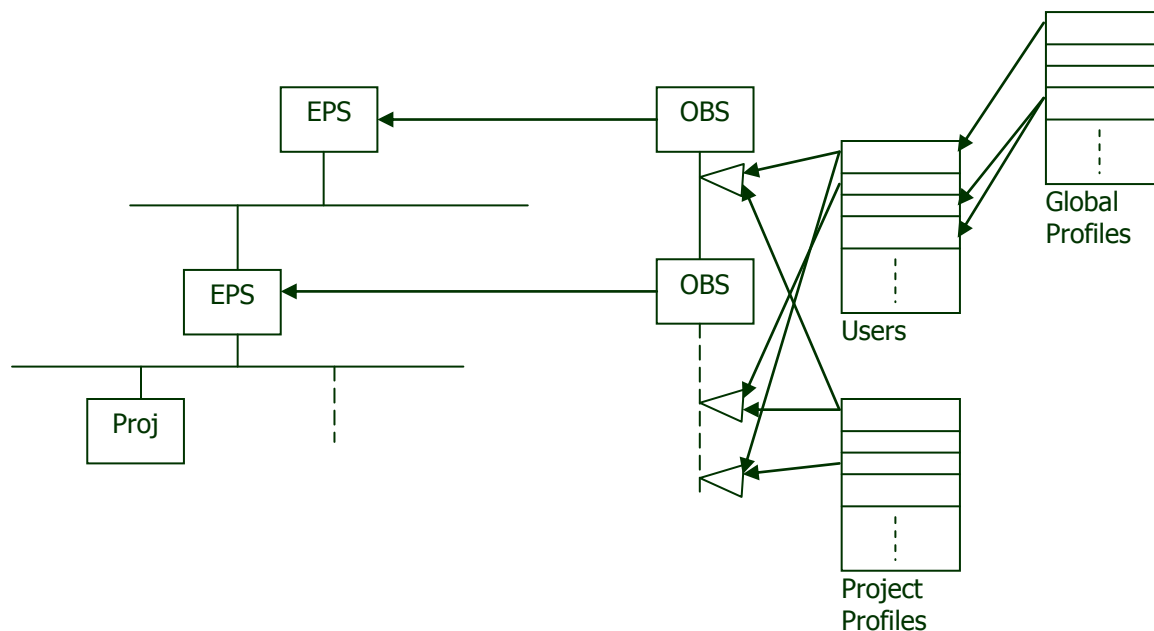 EPS
OBS
Global
Profiles
EPS
OBS
Users
Proj
Project
Profiles